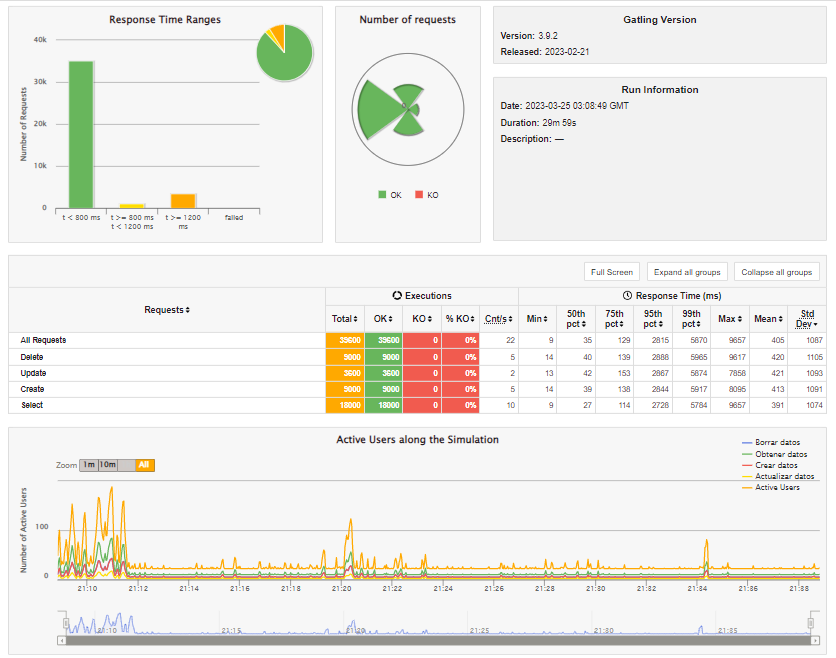 Response Time Ranges
Number of Requests
40k
30k
20k
10k
0
t < 800 ms
t >= 800 ms
t < 1200 ms
t >= 1200
ms
failed
Number of requests
OK
KO
Gatling Version
Version: 3.9.2
Released: 2023-02-21
Run Information
Date: 2023-03-25 03:08:49 GMT
Duration: 29m 59s
Description: —
Full Screen
Expand all groups
Collapse all groups
Requests
Executions
Response Time (ms)
Total OK KO % KO Cnt/s Min 50th pct 75th pct 95th pct 99th pct Max Mean Std Dev
All Requests 39600 39600 0 0% 22 9 35 129 2815 5870 9657 405 1087
Delete 9000 9000 0 0% 5 14 40 139 2888 5965 9617 420 1105
Update 3600 3600 0 0% 2 13 42 153 2867 5874 7858 421 1093
Create 9000 9000 0 0% 5 14 39 138 2844 5917 8095 413 1091
Select 18000 18000 0 0% 10 9 27 114 2728 5784 9657 391 1074
Active Users along the Simulation
Zoom 1m 10m All
Borrar datos
Obtener datos
Crear datos
Actualizar datos
Active Users
Number of Active Users
100
0
21:10 21:12 21:14 21:16 21:18 21:20 21:22 21:24 21:26 21:28 21:30 21:32 21:34 21:36 21:38
21:10 21:15 21:20 21:25 21:30 21:35